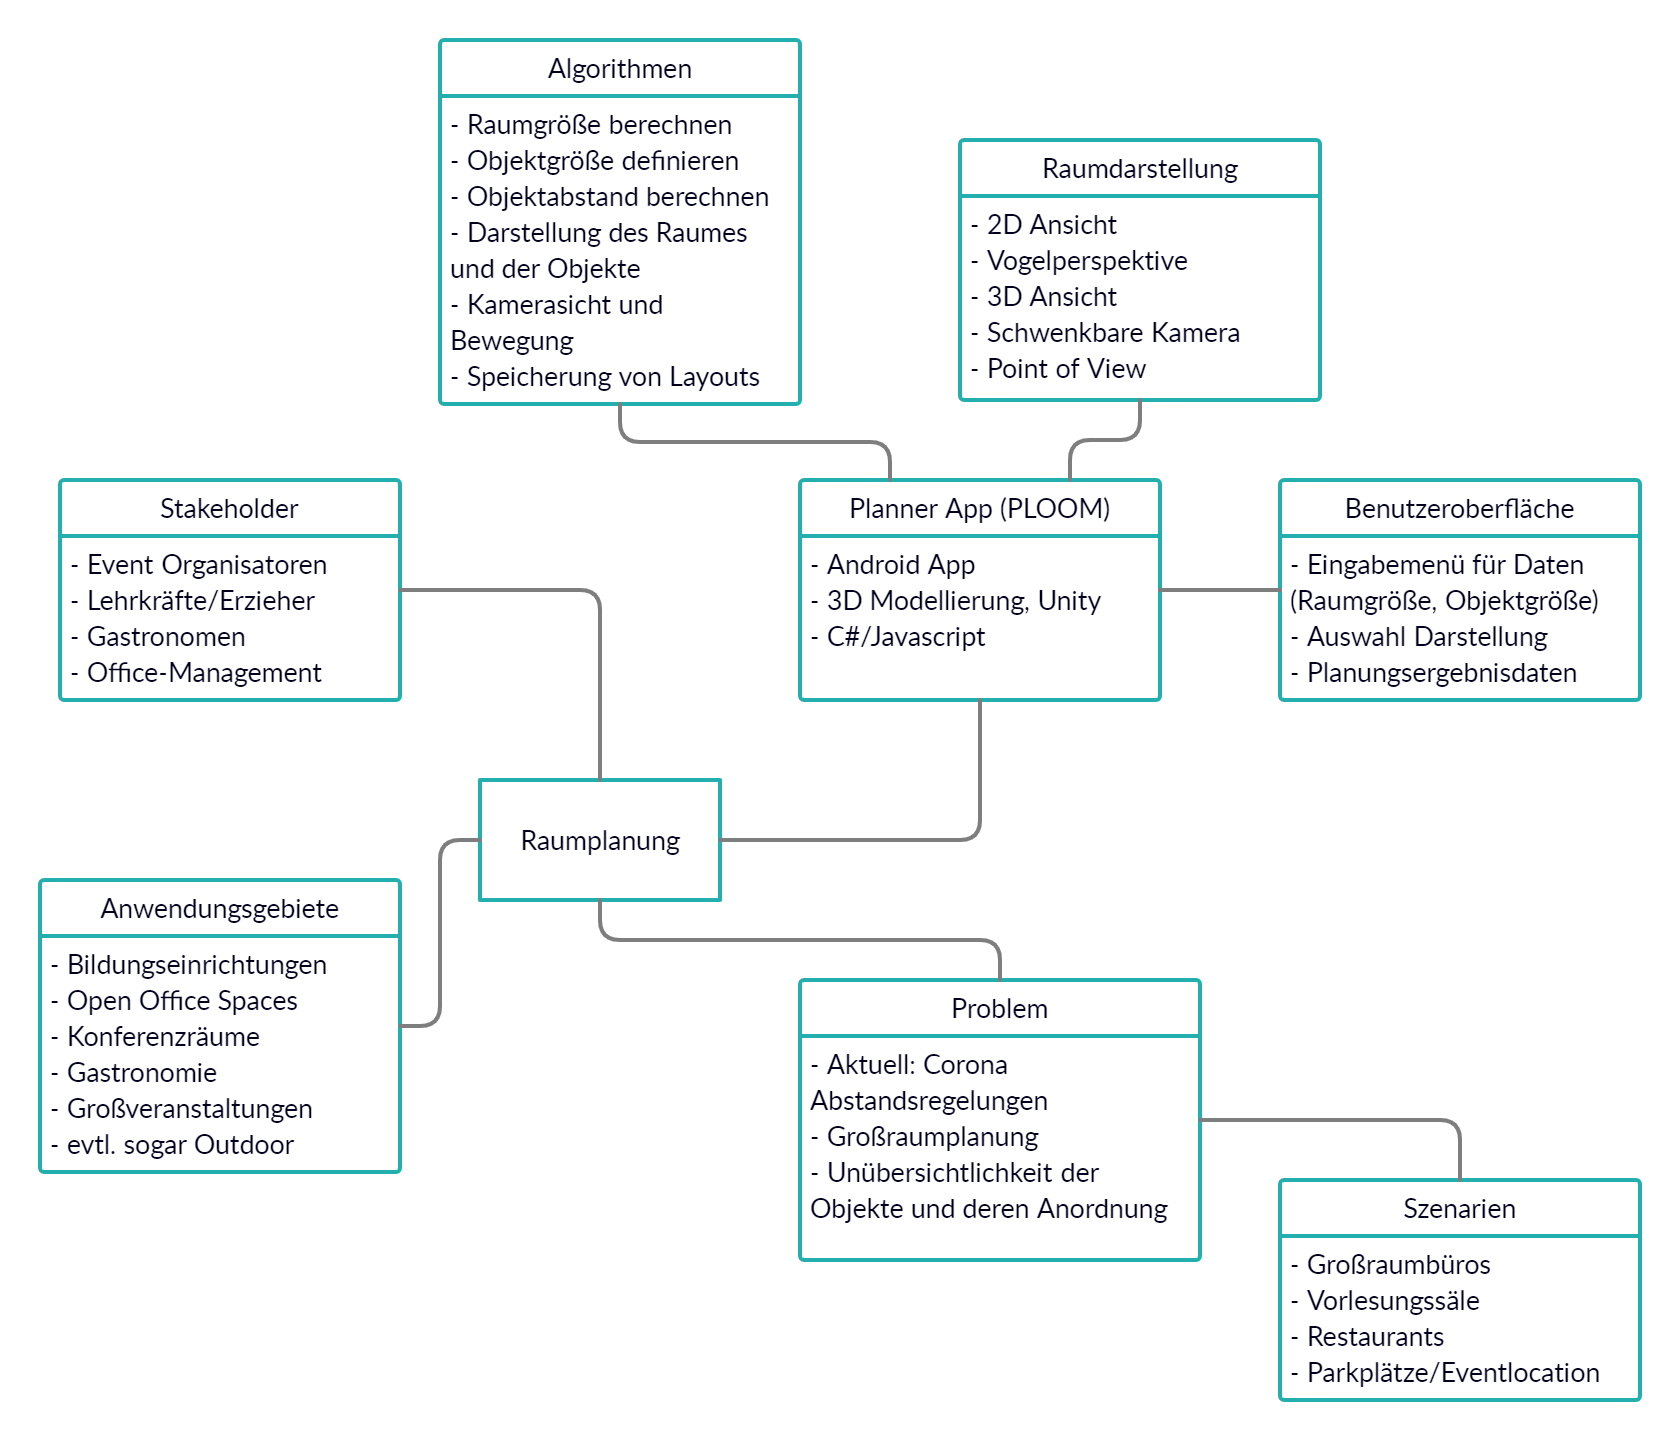 Algorithmen
- Raumgröße berechnen
- Objektgröße definieren
- Objektabstand berechnen
- Darstellung des Raumes
und der Objekte
- Kamerasicht und
Bewegung
- Speicherung von Layouts
Raumdarstellung
- 2D Ansicht
- Vogelperspektive
- 3D Ansicht
- Schwenkbare Kamera
- Point of View
Stakeholder
- Event Organisatoren
- Lehrkräfte/Erzieher
- Gastronomen
- Office-Management
Planner App (PLOOM)
- Android App
- 3D Modellierung, Unity
- C#/Javascript
Benutzeroberfläche
- Eingabemenü für Daten
(Raumgröße, Objektgröße)
- Auswahl Darstellung
- Planungsergebnisdaten
Raumplanung
Anwendungsgebiete
- Bildungseinrichtungen
- Open Office Spaces
- Konferenzräume
- Gastronomie
- Großveranstaltungen
- evtl. sogar Outdoor
Problem
- Aktuell: Corona
Abstandsregelungen
- Großraumplanung
- Unübersichtlichkeit der
Objekte und deren Anordnung
Szenarien
- Großraumbüros
- Vorlesungssäle
- Restaurants
- Parkplätze/Eventlocation